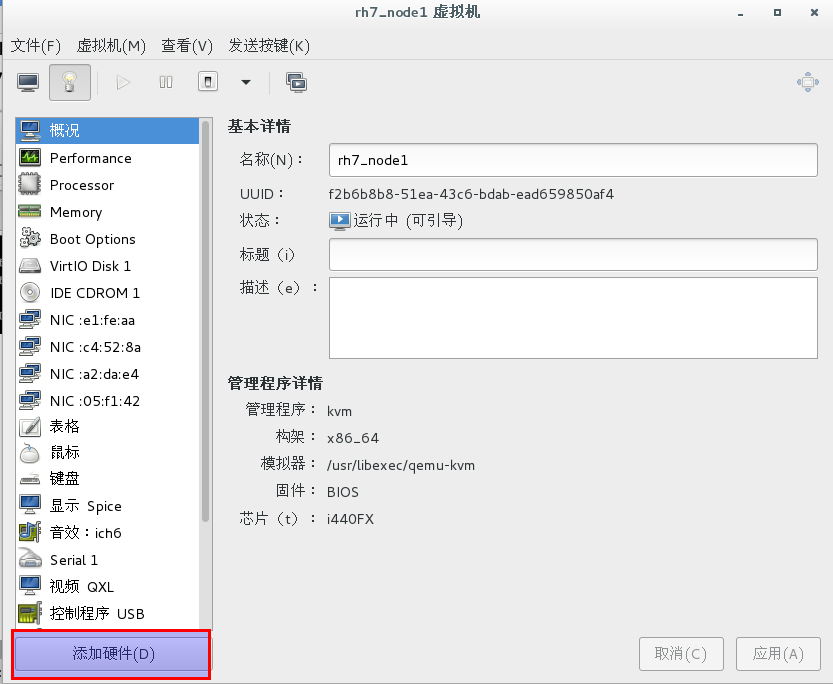 rh7_node1 虚拟机
文件(F) 虚拟机(M) 查看(V) 发送按键(K)
概况
Performance
Processor
Memory
Boot Options
VirtIO Disk 1
IDE CDROM 1
NIC :e1:fe:aa
NIC :c4:52:8a
NIC :a2:da:e4
NIC :05:f1:42
表格
鼠标
键盘
显示 Spice
音效：ich6
Serial 1
视频 QXL
控制程序 USB
添加硬件(D)
基本详情
名称(N)： rh7_node1
UUID： f2b6b8b8-51ea-43c6-bdab-ead659850af4
状态： 运行中 (可引导)
标题（i）
描述（e）：
管理程序详情
管理程序： kvm
构架： x86_64
模拟器： /usr/libexec/qemu-kvm
固件： BIOS
芯片（t）： i440FX
取消(C) 应用(A)